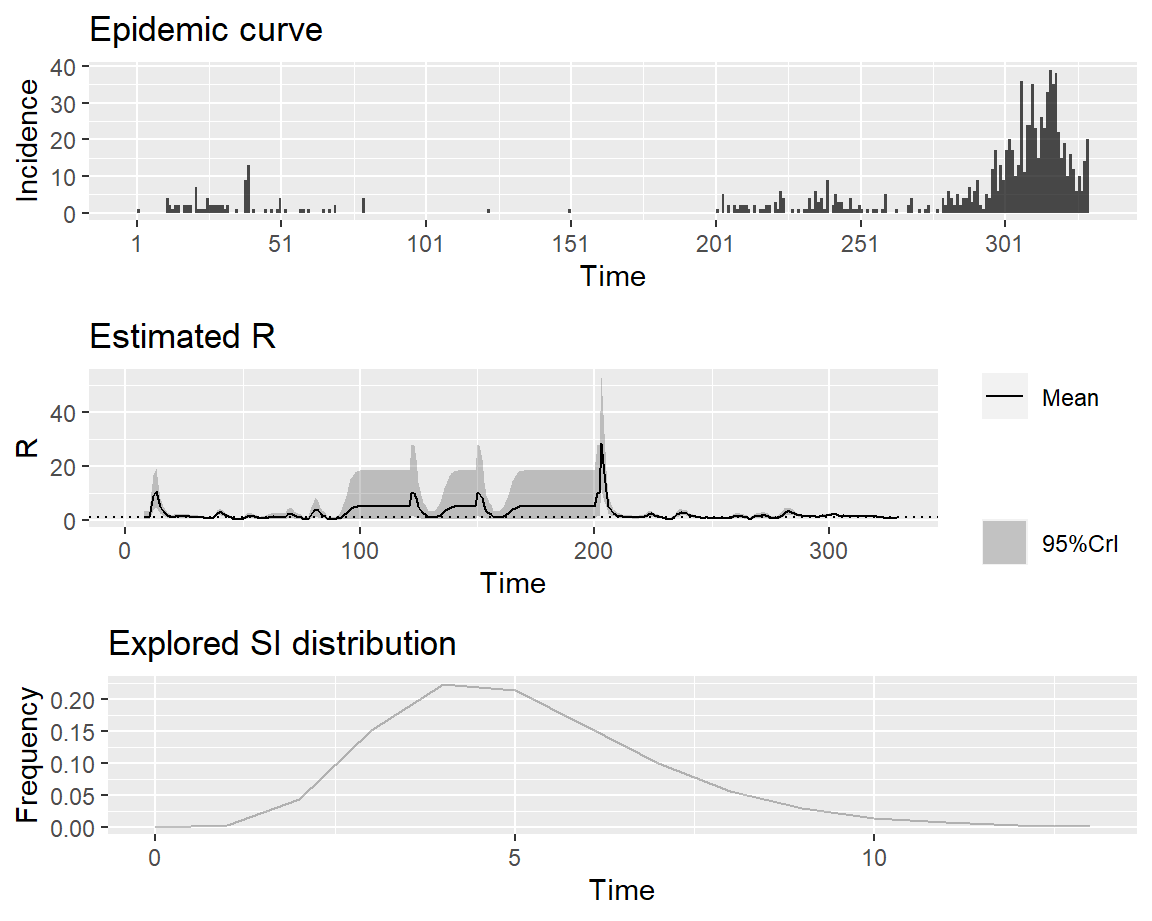 Epidemic curve
Incidence
40
30
20
10
0
1 51 101 151 201 251 301
Time
Estimated R
R
40
20
0
0 100 200 300
Time
Mean
95%CrI
Explored SI distribution
Frequency
0.20
0.15
0.10
0.05
0.00
0 5 10
Time